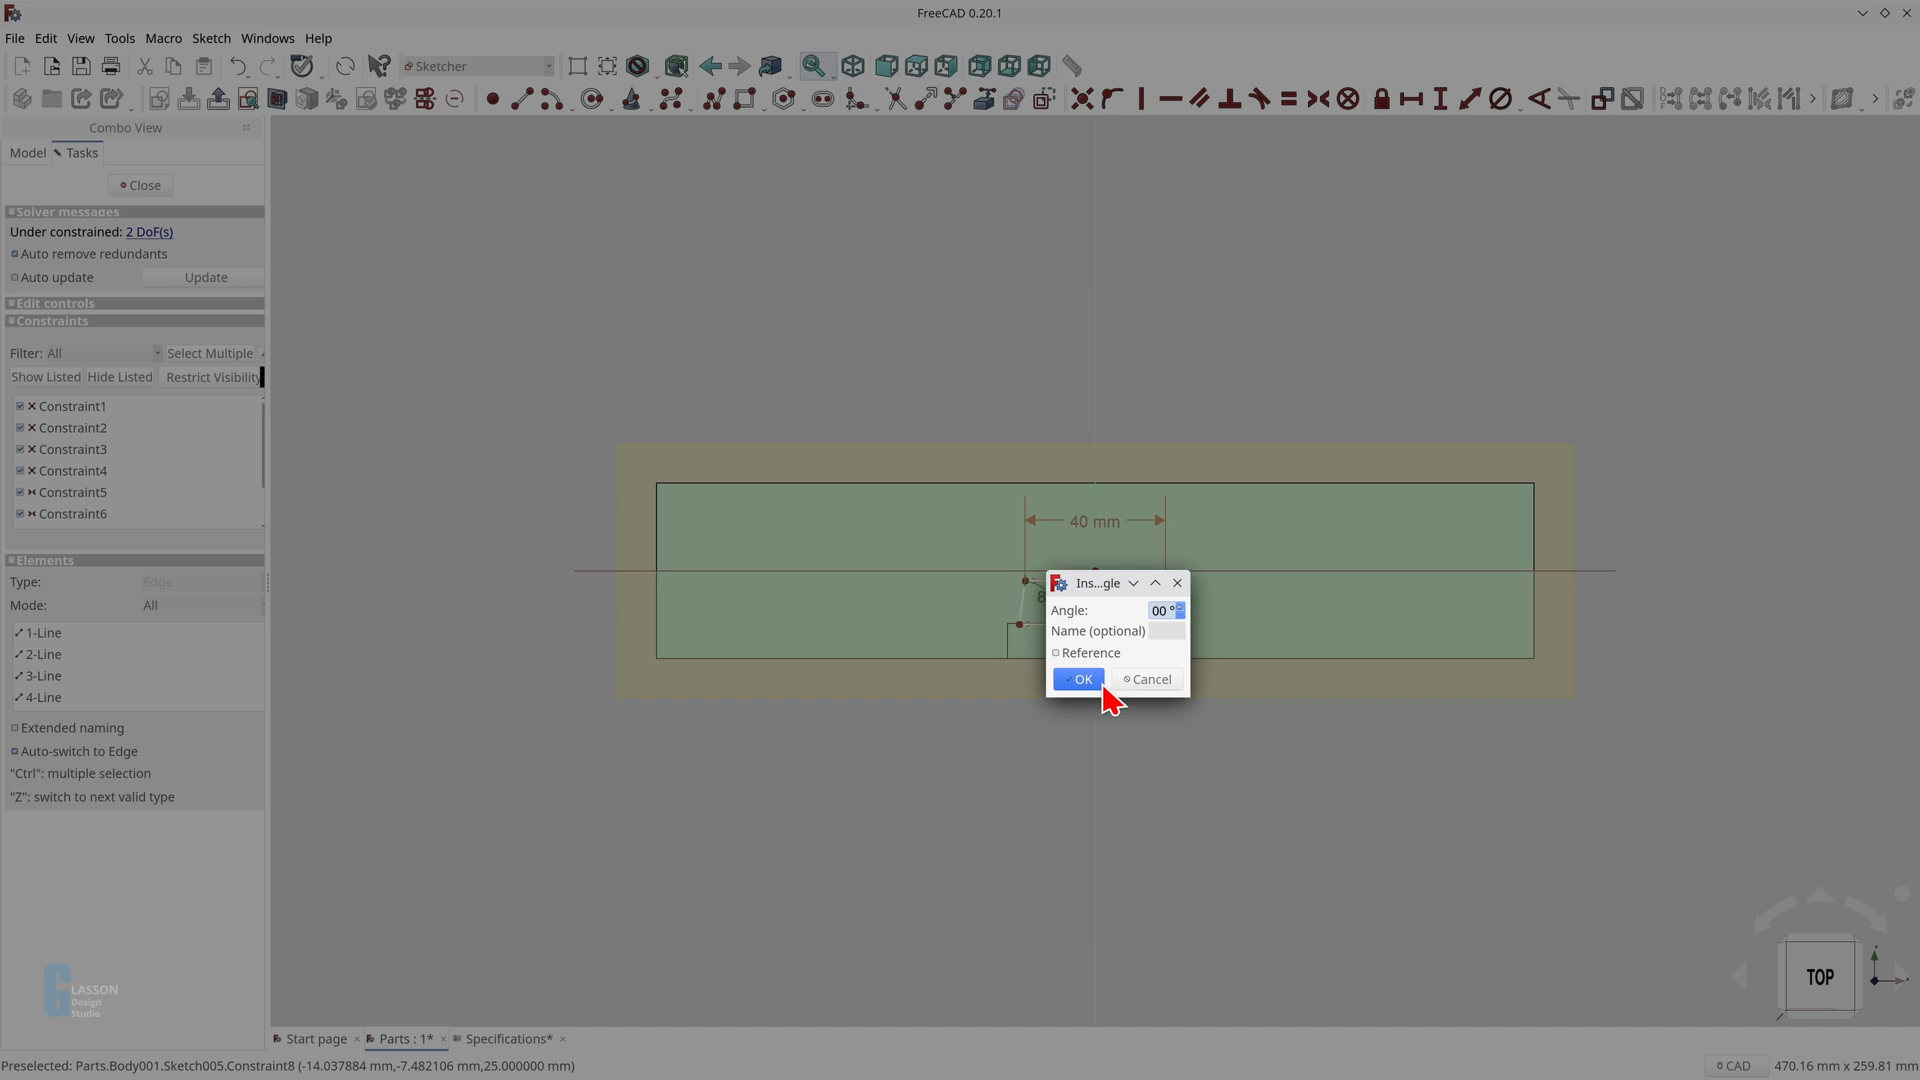 FreeCAD 0.20.1
File Edit View Tools Macro Sketch Windows Help
Sketcher
Combo View
Model Tasks
Close
Solver messages
Under constrained: 2 DoF(s)
Auto remove redundants
Auto update Update
Edit controls
Constraints
Filter: All Select Multiple
Show Listed Hide Listed Restrict Visibility
Constraint1
Constraint2
Constraint3
Constraint4
Constraint5
Constraint6
Elements
Type: Edge
Mode: All
1-Line
2-Line
3-Line
4-Line
Extended naming
Auto-switch to Edge
"Ctrl": multiple selection
"Z": switch to next valid type
40 mm
8
Ins...gle
Angle: 00 °
Name (optional)
Reference
OK Cancel
TOP
GLASSON
Design
Studio
Start page Parts : 1* Specifications*
Preselected: Parts.Body001.Sketch005.Constraint8 (-14.037884 mm,-7.482106 mm,25.000000 mm)
CAD 470.16 mm x 259.81 mm